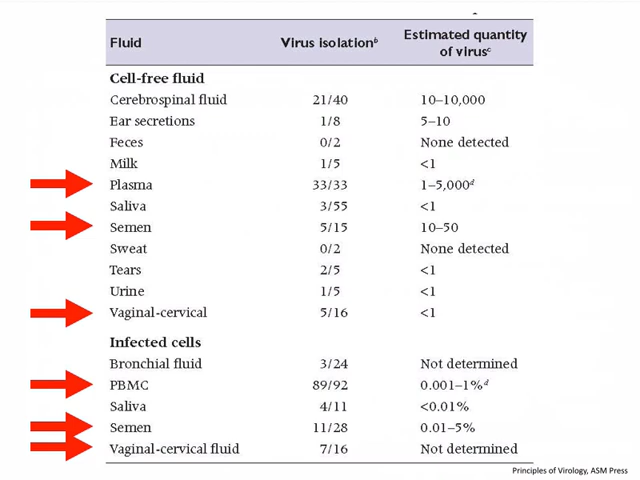 Fluid Virus isolationᵇ Estimated quantity of virusᶜ
Cell-free fluid
Cerebrospinal fluid 21/40 10–10,000
Ear secretions 1/8 5–10
Feces 0/2 None detected
Milk 1/5 <1
Plasma 33/33 1–5,000ᵈ
Saliva 3/55 <1
Semen 5/15 10–50
Sweat 0/2 None detected
Tears 2/5 <1
Urine 1/5 <1
Vaginal-cervical 5/16 <1
Infected cells
Bronchial fluid 3/24 Not determined
PBMC 89/92 0.001–1%ᵈ
Saliva 4/11 <0.01%
Semen 11/28 0.01–5%
Vaginal-cervical fluid 7/16 Not determined
Principles of Virology, ASM Press